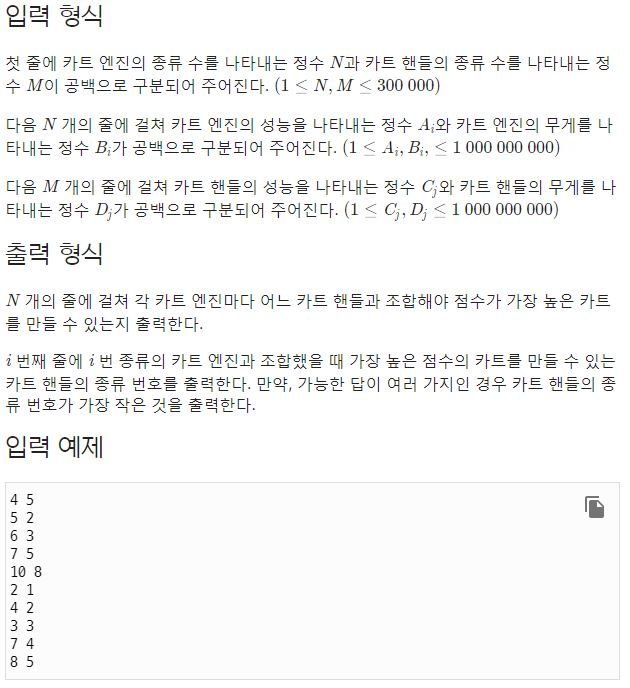 입력 형식
첫 줄에 카트 엔진의 종류 수를 나타내는 정수 N과 카트 핸들의 종류 수를 나타내는 정
수 M이 공백으로 구분되어 주어진다. (1 ≤ N, M ≤ 300 000)
다음 N 개의 줄에 걸쳐 카트 엔진의 성능을 나타내는 정수 A_i와 카트 엔진의 무게를 나
타내는 정수 B_i가 공백으로 구분되어 주어진다. (1 ≤ A_i, B_i, ≤ 1 000 000 000)
다음 M 개의 줄에 걸쳐 카트 핸들의 성능을 나타내는 정수 C_j와 카트 핸들의 무게를 나
타내는 정수 D_j가 공백으로 구분되어 주어진다. (1 ≤ C_j, D_j ≤ 1 000 000 000)
출력 형식
N 개의 줄에 걸쳐 각 카트 엔진마다 어느 카트 핸들과 조합해야 점수가 가장 높은 카트
를 만들 수 있는지 출력한다.
i 번째 줄에 i 번 종류의 카트 엔진과 조합했을 때 가장 높은 점수의 카트를 만들 수 있는
카트 핸들의 종류 번호를 출력한다. 만약, 가능한 답이 여러 가지인 경우 카트 핸들의 종
류 번호가 가장 작은 것을 출력한다.
입력 예제
4 5
5 2
6 3
7 5
10 8
2 1
4 2
3 3
7 4
8 5